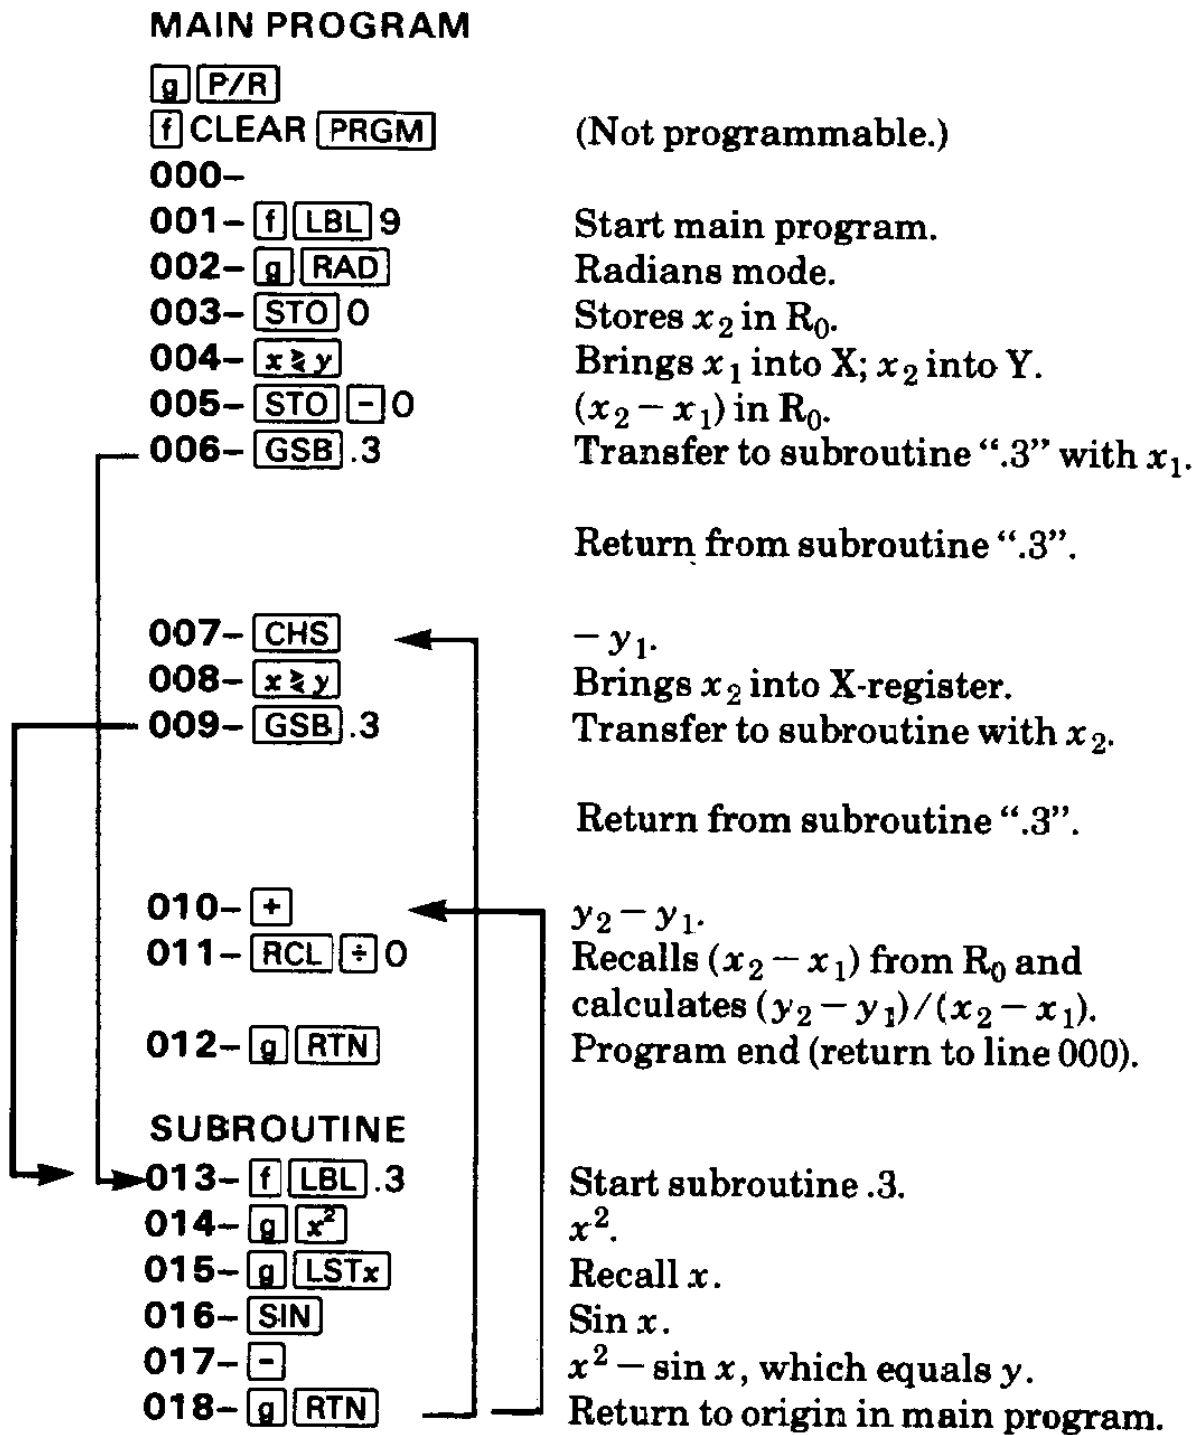 MAIN PROGRAM
g P/R
f CLEAR PRGM (Not programmable.)
000–
001– f LBL 9 Start main program.
002– g RAD Radians mode.
003– STO 0 Stores x₂ in R₀.
004– x≷y Brings x₁ into X; x₂ into Y.
005– STO − 0 (x₂ − x₁) in R₀.
006– GSB .3 Transfer to subroutine “.3” with x₁.
Return from subroutine “.3”.
007– CHS − y₁.
008– x≷y Brings x₂ into X-register.
009– GSB .3 Transfer to subroutine with x₂.
Return from subroutine “.3”.
010– + y₂ − y₁.
011– RCL ÷ 0 Recalls (x₂ − x₁) from R₀ and
calculates (y₂ − y₁)/(x₂ − x₁).
012– g RTN Program end (return to line 000).
SUBROUTINE
013– f LBL .3 Start subroutine .3.
014– g x² x².
015– g LSTx Recall x.
016– SIN Sin x.
017– − x² − sin x, which equals y.
018– g RTN Return to origin in main program.